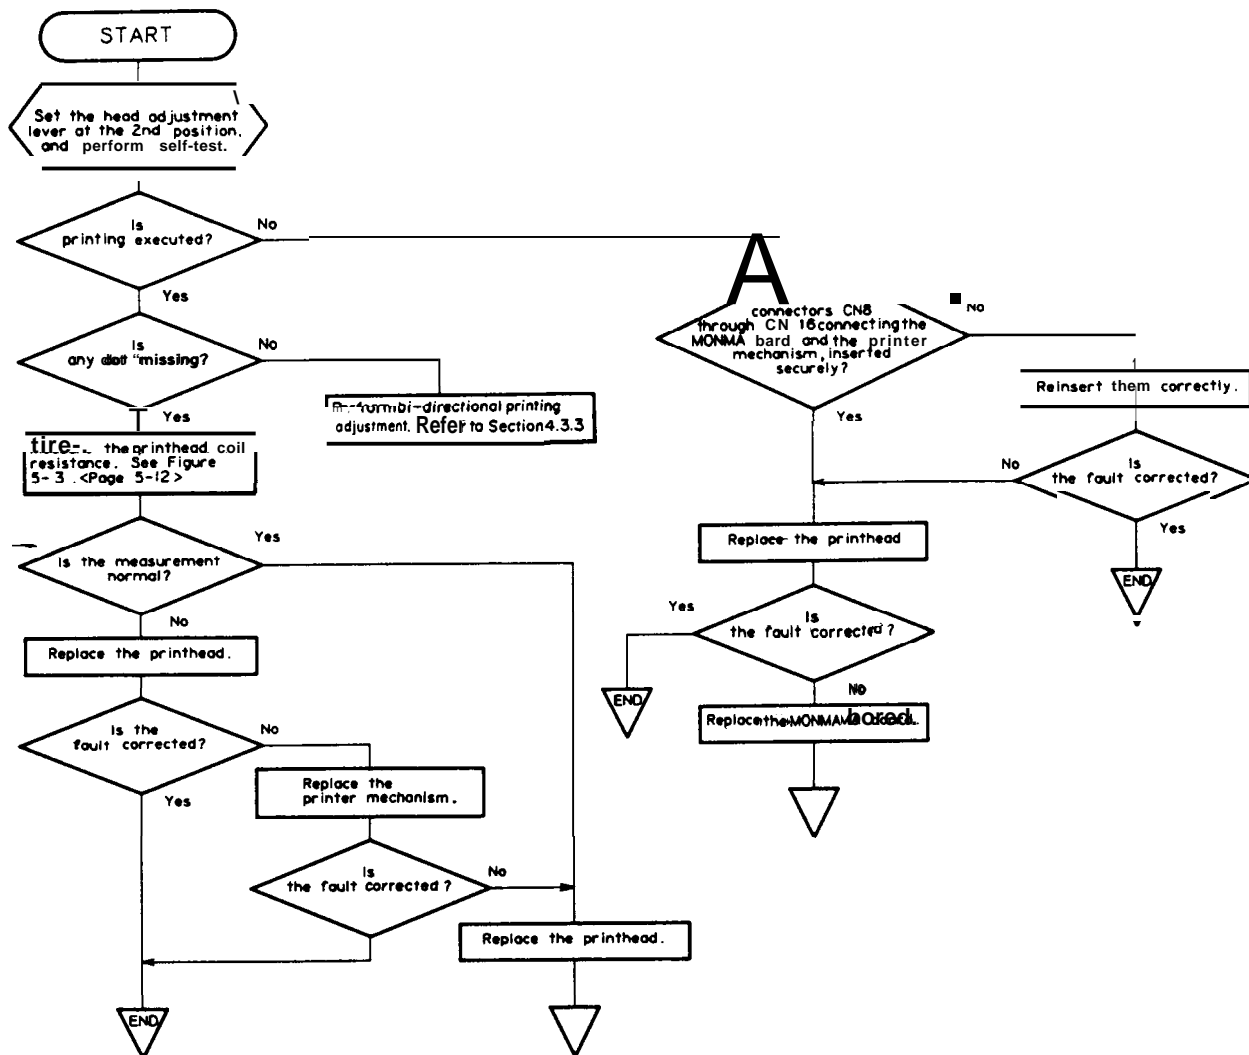 START
Set the head adjustment
lever at the 2nd position,
and perform self-test.
Is
printing executed?
No
Yes
Is
any missing?
No
Yes
bi-directional printing
adjustment. Refer to Section 4.3.3
the printhead coil
resistance. See Figure
5-3. <Page 5-12>
Is the measurement
normal?
Yes
No
Replace the printhead.
Is the
fault corrected?
No
Yes
Replace the
printer mechanism.
Is
the fault corrected?
No
Replace the printhead.
END
A
connectors CN8
through CN 16 connecting the
MONMA bard and the printer
mechanism, inserted
securely?
No
Yes
Reinsert them correctly.
Is
the fault corrected?
No
Yes
END
Replace the printhead
Is
the fault corrected?
Yes
No
END
Replace the MONMA bored.